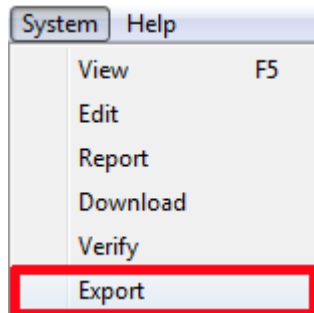 System Help
View F5
Edit
Report
Download
Verify
Export